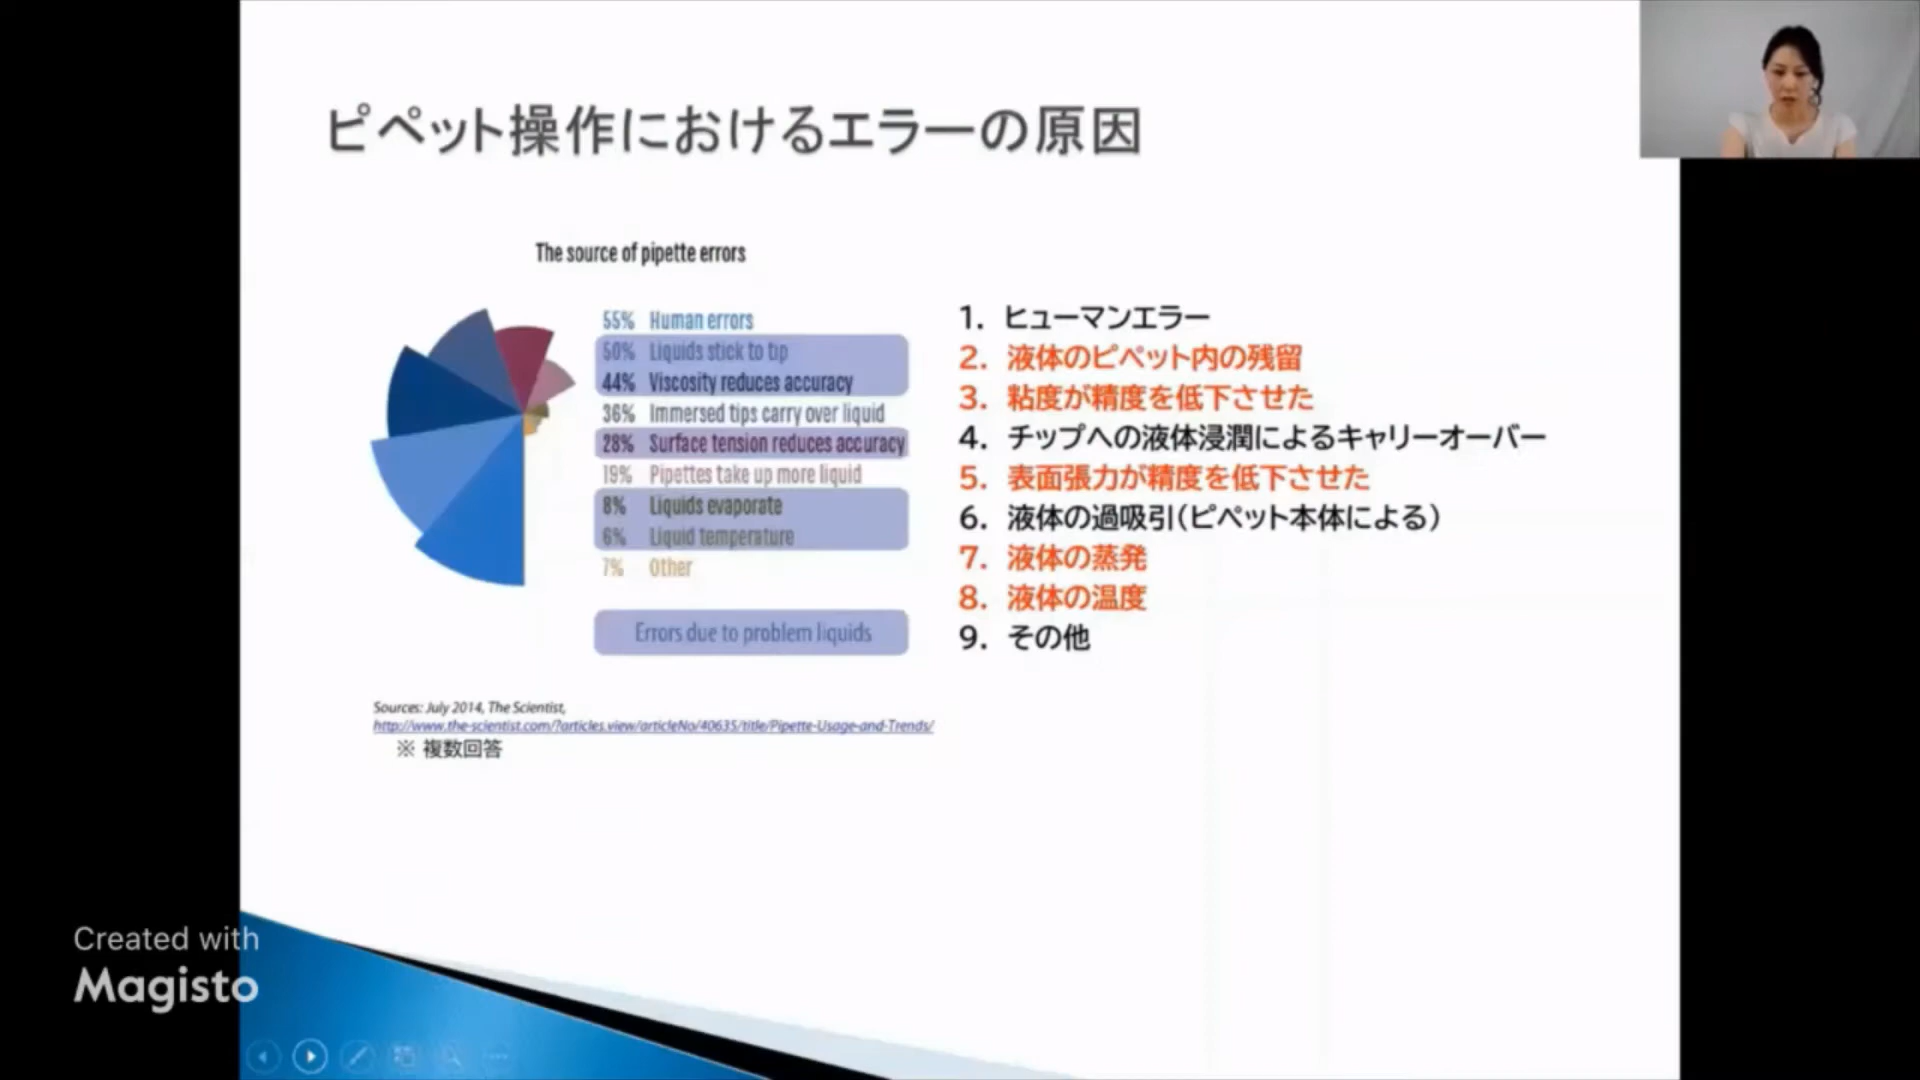 ピペット操作におけるエラーの原因
The source of pipette errors
55% Human errors
50% Liquids stick to tip
44% Viscosity reduces accuracy
36% Immersed tips carry over liquid
28% Surface tension reduces accuracy
19% Pipettes take up more liquid
8% Liquids evaporate
6% Liquid temperature
7% Other
Errors due to problem liquids
1. ヒューマンエラー
2. 液体のピペット内の残留
3. 粘度が精度を低下させた
4. チップへの液体浸潤によるキャリーオーバー
5. 表面張力が精度を低下させた
6. 液体の過吸引(ピペット本体による)
7. 液体の蒸発
8. 液体の温度
9. その他
Sources: July 2014, The Scientist,
http://www.the-scientist.com/?articles.view/articleNo/40635/title/Pipette-Usage-and-Trends/
※ 複数回答
Created with
Magisto